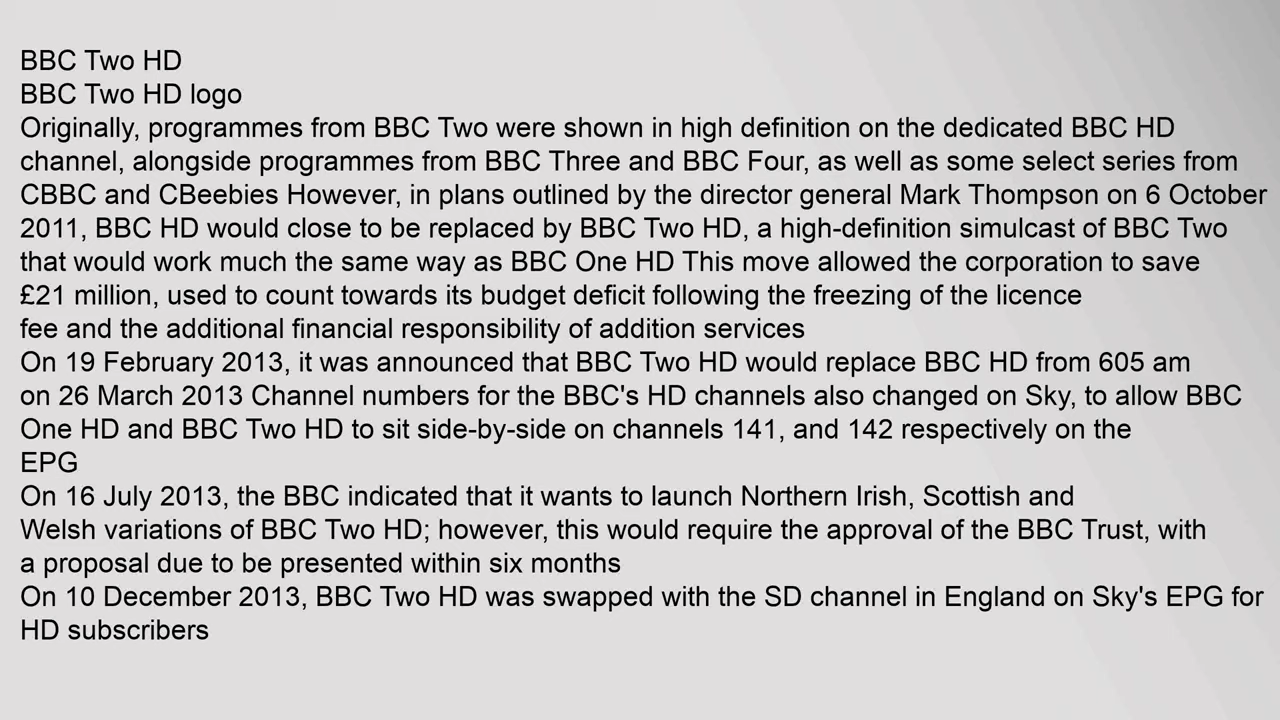 BBC Two HD
BBC Two HD logo
Originally, programmes from BBC Two were shown in high definition on the dedicated BBC HD
channel, alongside programmes from BBC Three and BBC Four, as well as some select series from
CBBC and CBeebies However, in plans outlined by the director general Mark Thompson on 6 October
2011, BBC HD would close to be replaced by BBC Two HD, a high-definition simulcast of BBC Two
that would work much the same way as BBC One HD This move allowed the corporation to save
£21 million, used to count towards its budget deficit following the freezing of the licence
fee and the additional financial responsibility of addition services
On 19 February 2013, it was announced that BBC Two HD would replace BBC HD from 605 am
on 26 March 2013 Channel numbers for the BBC's HD channels also changed on Sky, to allow BBC
One HD and BBC Two HD to sit side-by-side on channels 141, and 142 respectively on the
EPG
On 16 July 2013, the BBC indicated that it wants to launch Northern Irish, Scottish and
Welsh variations of BBC Two HD; however, this would require the approval of the BBC Trust, with
a proposal due to be presented within six months
On 10 December 2013, BBC Two HD was swapped with the SD channel in England on Sky's EPG for
HD subscribers